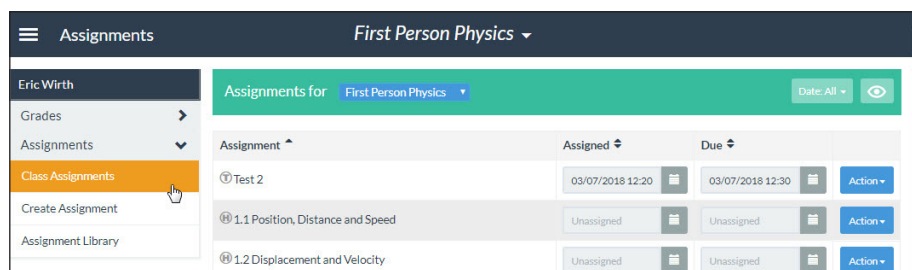 Assignments First Person Physics
Eric Wirth
Assignments for First Person Physics Date: All
Grades
Assignments
Assignment Assigned Due
Class Assignments
T Test 2 03/07/2018 12:20 03/07/2018 12:30 Action
Create Assignment
H 1.1 Position, Distance and Speed Unassigned Unassigned Action
Assignment Library
H 1.2 Displacement and Velocity Unassigned Unassigned Action